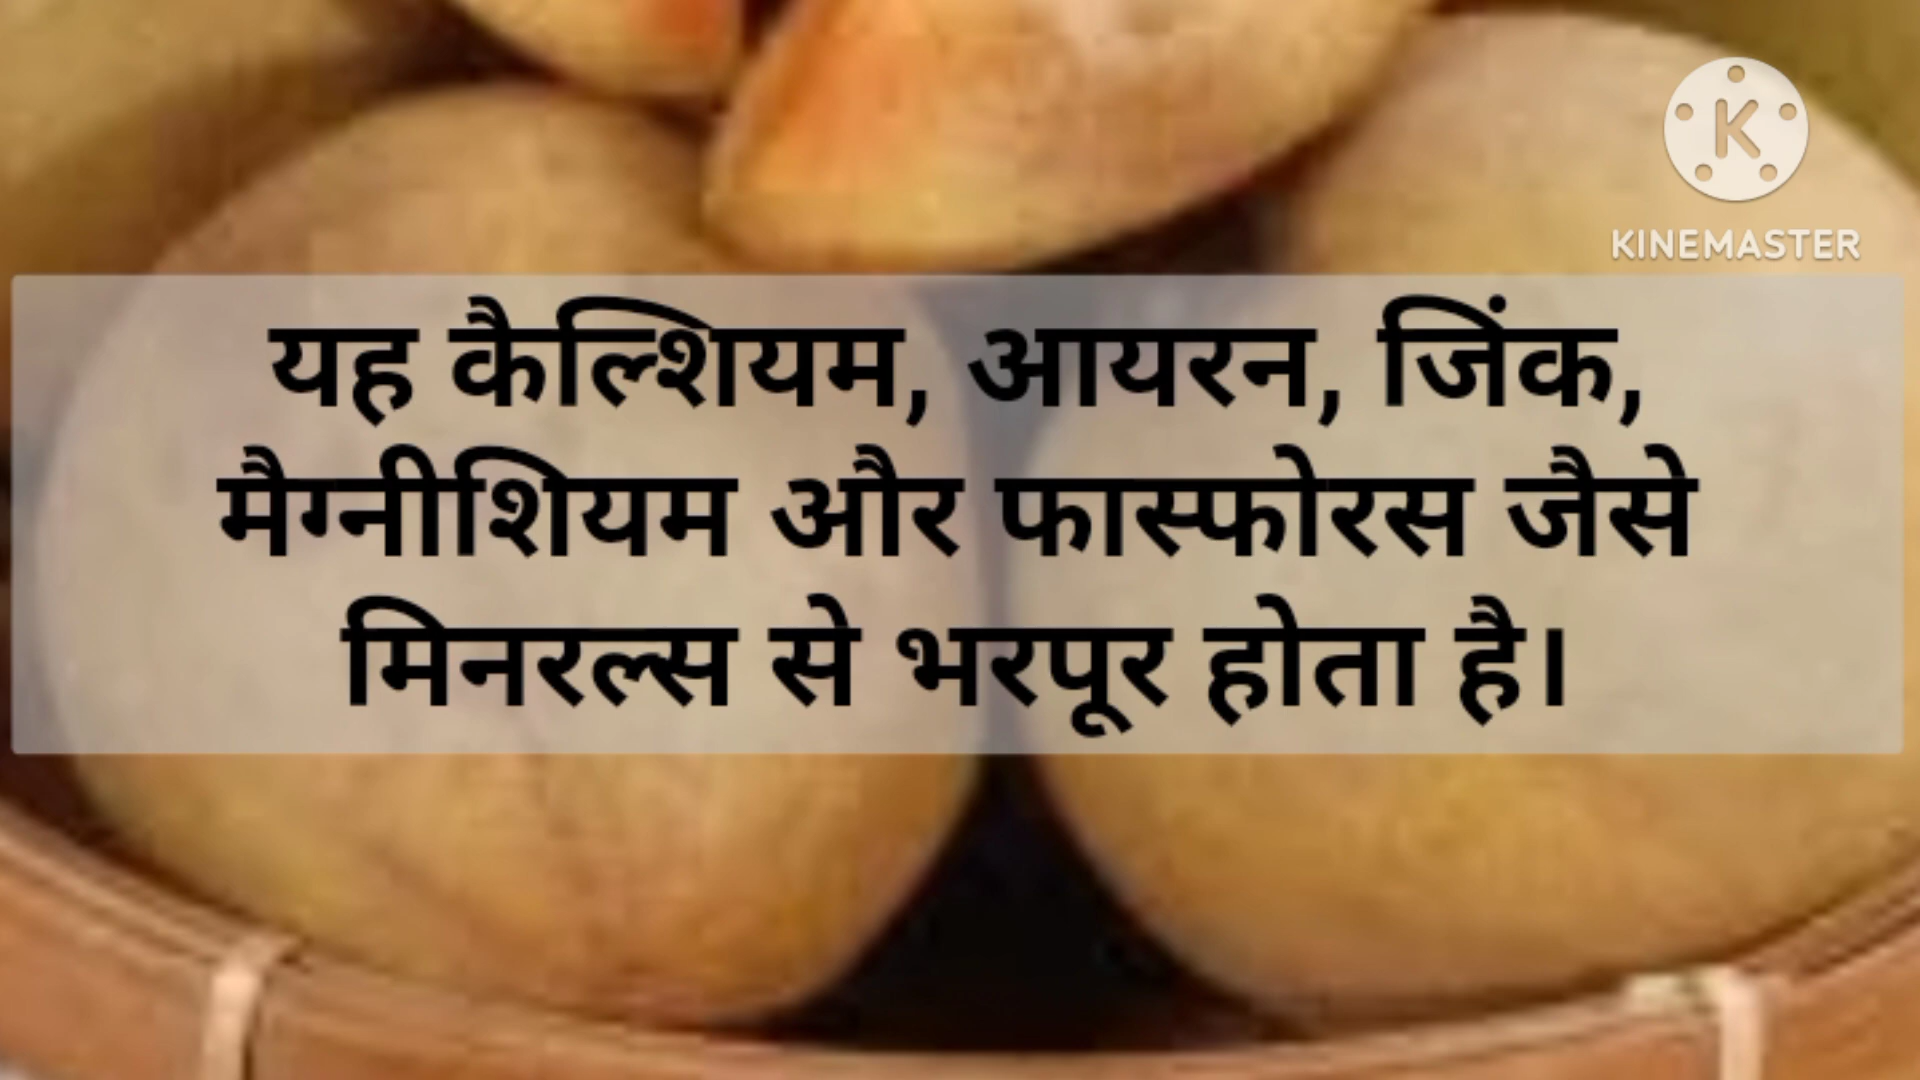 K
KINEMASTER
यह कैल्शियम, आयरन, जिंक,
मैग्नीशियम और फास्फोरस जैसे
मिनरल्स से भरपूर होता है।